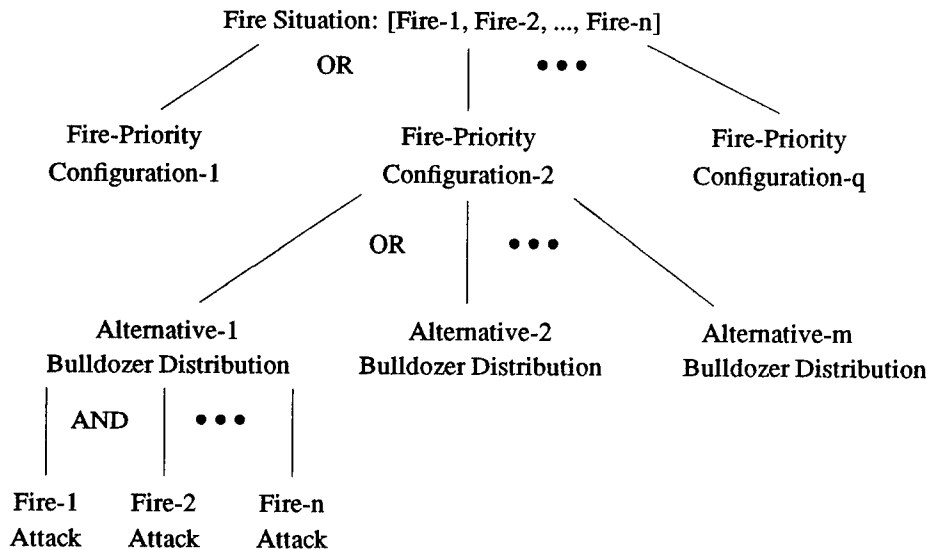 Fire Situation: [Fire-1, Fire-2, ..., Fire-n]
OR
Fire-Priority
Configuration-1
Fire-Priority
Configuration-2
Fire-Priority
Configuration-q
OR
Alternative-1
Bulldozer Distribution
Alternative-2
Bulldozer Distribution
Alternative-m
Bulldozer Distribution
AND
Fire-1
Attack
Fire-2
Attack
Fire-n
Attack